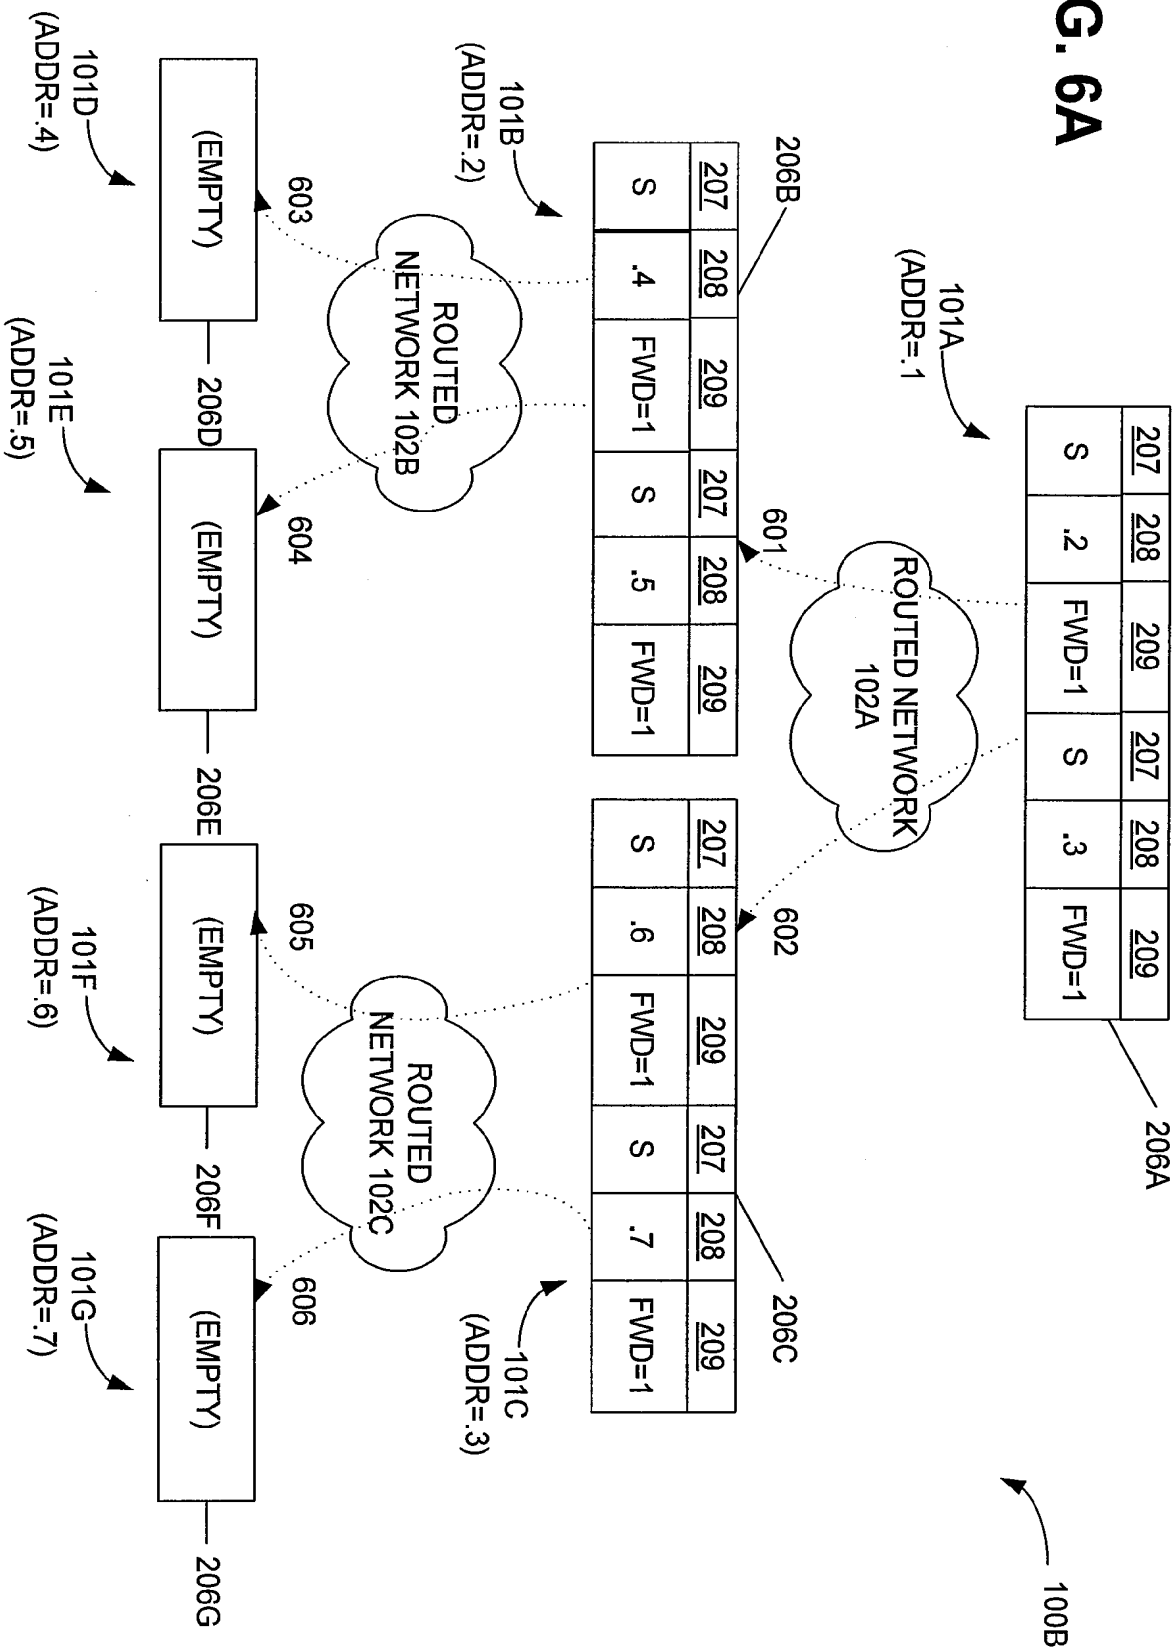 G. 6A
100B
206A
207 208 209 207 208 209
S .2 FWD=1 S .3 FWD=1
101A
(ADDR=.1
ROUTED NETWORK
102A
601
602
206B
207 208 209 207 208 209
S .4 FWD=1 S .5 FWD=1
101B
(ADDR=.2)
206C
207 208 209 207 208 209
S .6 FWD=1 S .7 FWD=1
101C
(ADDR=.3)
ROUTED
NETWORK 102B
603
604
ROUTED
NETWORK 102C
605
606
(EMPTY)
206D
(EMPTY)
206E
(EMPTY)
206F
(EMPTY)
206G
101D
(ADDR=.4)
101E
(ADDR=.5)
101F
(ADDR=.6)
101G
(ADDR=.7)